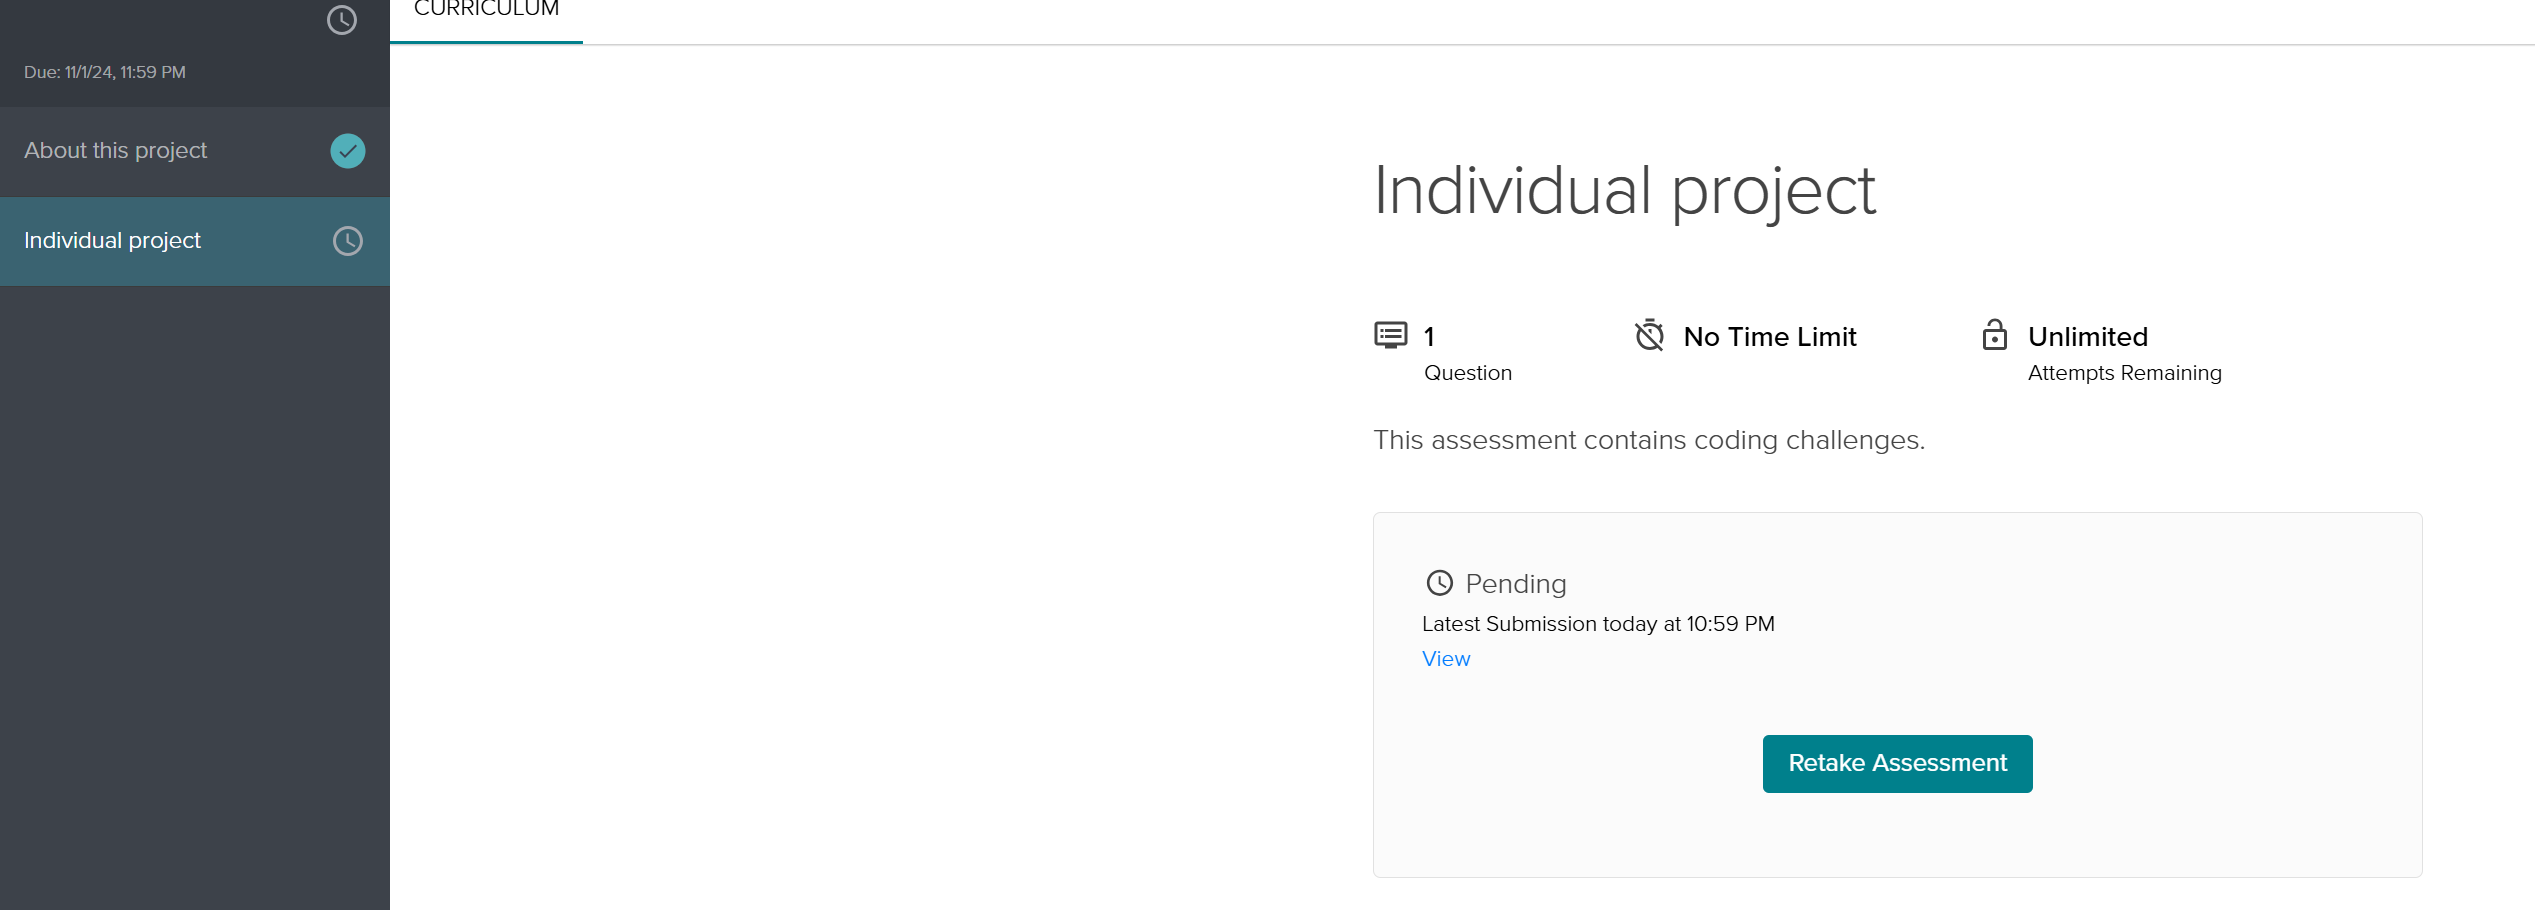 CURRICULUM
Due: 11/1/24, 11:59 PM
About this project
Individual project
Individual project
1
Question
No Time Limit
Unlimited
Attempts Remaining
This assessment contains coding challenges.
Pending
Latest Submission today at 10:59 PM
View
Retake Assessment